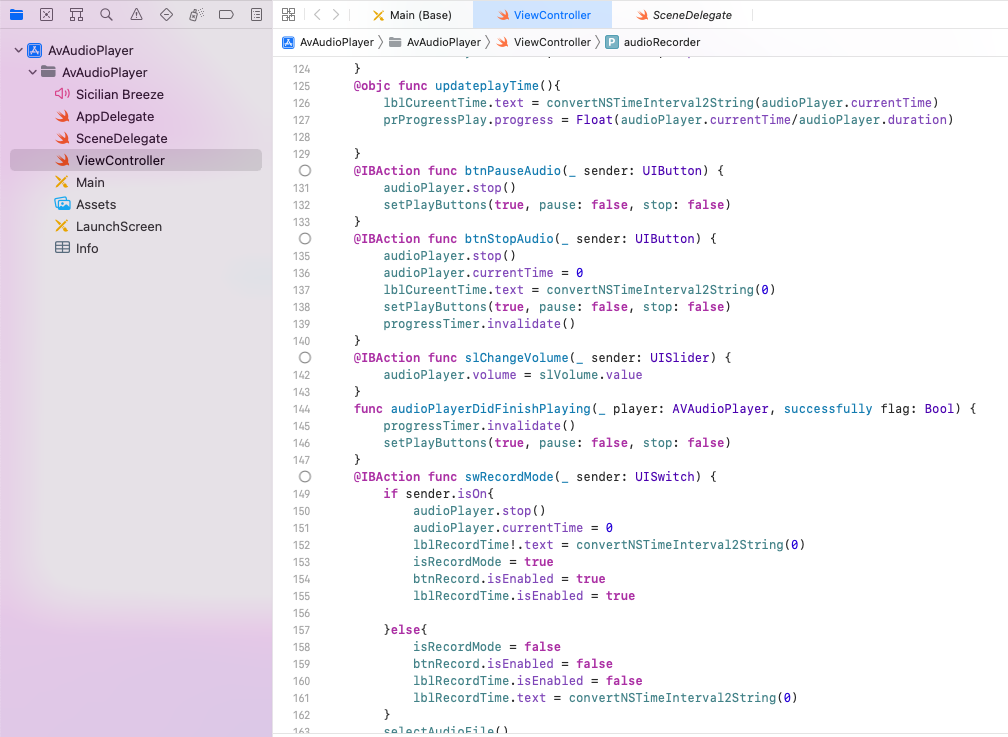 Main (Base)
ViewController
SceneDelegate
AvAudioPlayer
AvAudioPlayer
ViewController
audioRecorder
AvAudioPlayer
AvAudioPlayer
Sicilian Breeze
AppDelegate
SceneDelegate
ViewController
Main
Assets
LaunchScreen
Info
124 }
125 @objc func updateplayTime(){
126 lblCureentTime.text = convertNSTimeInterval2String(audioPlayer.currentTime)
127 prProgressPlay.progress = Float(audioPlayer.currentTime/audioPlayer.duration)
128
129 }
@IBAction func btnPauseAudio(_ sender: UIButton) {
131 audioPlayer.stop()
132 setPlayButtons(true, pause: false, stop: false)
133 }
@IBAction func btnStopAudio(_ sender: UIButton) {
135 audioPlayer.stop()
136 audioPlayer.currentTime = 0
137 lblCureentTime.text = convertNSTimeInterval2String(0)
138 setPlayButtons(true, pause: false, stop: false)
139 progressTimer.invalidate()
140 }
@IBAction func slChangeVolume(_ sender: UISlider) {
142 audioPlayer.volume = slVolume.value
143 }
144 func audioPlayerDidFinishPlaying(_ player: AVAudioPlayer, successfully flag: Bool) {
145 progressTimer.invalidate()
146 setPlayButtons(true, pause: false, stop: false)
147 }
@IBAction func swRecordMode(_ sender: UISwitch) {
149 if sender.isOn{
150 audioPlayer.stop()
151 audioPlayer.currentTime = 0
152 lblRecordTime!.text = convertNSTimeInterval2String(0)
153 isRecordMode = true
154 btnRecord.isEnabled = true
155 lblRecordTime.isEnabled = true
156
157 }else{
158 isRecordMode = false
159 btnRecord.isEnabled = false
160 lblRecordTime.isEnabled = false
161 lblRecordTime.text = convertNSTimeInterval2String(0)
162 }
163 selectAudioFile()